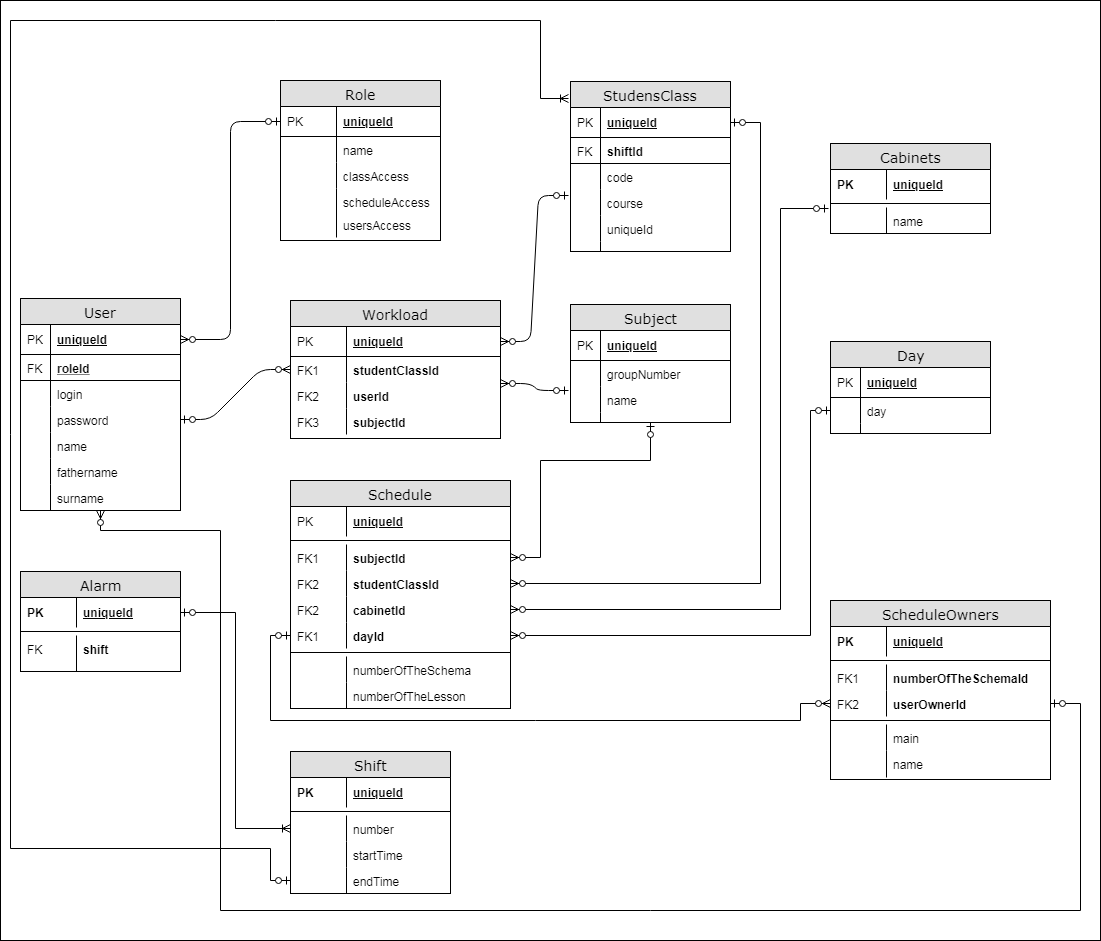 Role
PK uniqueId
name
classAccess
scheduleAccess
usersAccess
StudensClass
PK uniqueId
FK shiftId
code
course
uniqueId
Cabinets
PK uniqueId
name
User
PK uniqueId
FK roleId
login
password
name
fathername
surname
Workload
PK uniqueId
FK1 studentClassId
FK2 userId
FK3 subjectId
Subject
PK uniqueId
groupNumber
name
Day
PK uniqueId
day
Schedule
PK uniqueId
FK1 subjectId
FK2 studentClassId
FK2 cabinetId
FK1 dayId
numberOfTheSchema
numberOfTheLesson
Alarm
PK uniqueId
FK shift
ScheduleOwners
PK uniqueId
FK1 numberOfTheSchemaId
FK2 userOwnerId
main
name
Shift
PK uniqueId
number
startTime
endTime